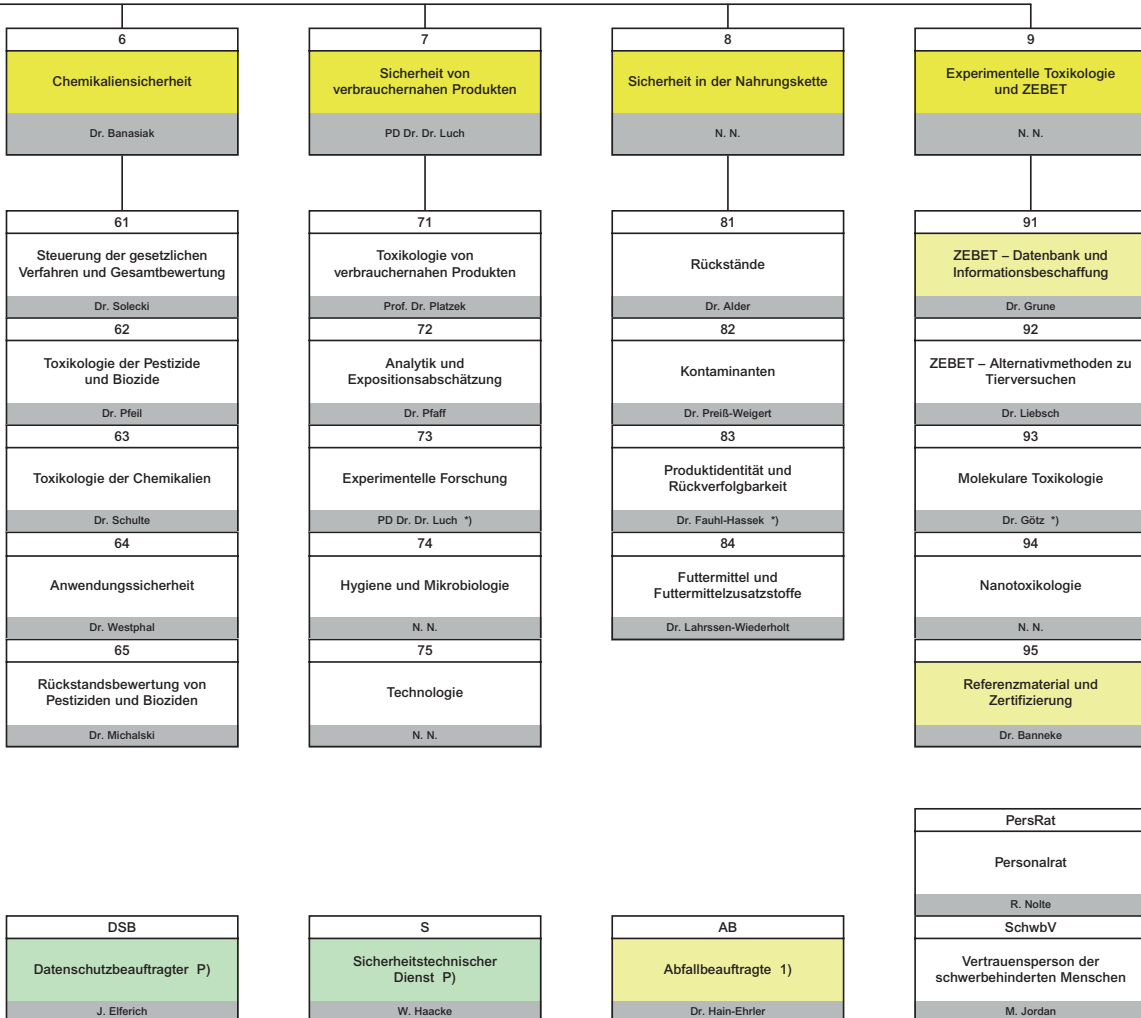 6
Chemikaliensicherheit
Dr. Banasiak
7
Sicherheit von
verbrauchernahen Produkten
PD Dr. Dr. Luch
8
Sicherheit in der Nahrungskette
N. N.
9
Experimentelle Toxikologie
und ZEBET
N. N.
61
Steuerung der gesetzlichen
Verfahren und Gesamtbewertung
Dr. Solecki
62
Toxikologie der Pestizide
und Biozide
Dr. Pfeil
63
Toxikologie der Chemikalien
Dr. Schulte
64
Anwendungssicherheit
Dr. Westphal
65
Rückstandsbewertung von
Pestiziden und Bioziden
Dr. Michalski
71
Toxikologie von
verbrauchernahen Produkten
Prof. Dr. Platzek
72
Analytik und
Expositionsabschätzung
Dr. Pfaff
73
Experimentelle Forschung
PD Dr. Dr. Luch *)
74
Hygiene und Mikrobiologie
N. N.
75
Technologie
N. N.
81
Rückstände
Dr. Alder
82
Kontaminanten
Dr. Preiß-Weigert
83
Produktidentität und
Rückverfolgbarkeit
Dr. Fauhl-Hassek *)
84
Futtermittel und
Futtermittelzusatzstoffe
Dr. Lahrssen-Wiederholt
91
ZEBET – Datenbank und
Informationsbeschaffung
Dr. Grune
92
ZEBET – Alternativmethoden zu
Tierversuchen
Dr. Liebsch
93
Molekulare Toxikologie
Dr. Götz *)
94
Nanotoxikologie
N. N.
95
Referenzmaterial und
Zertifizierung
Dr. Banneke
PersRat
Personalrat
R. Nolte
DSB
Datenschutzbeauftragter P)
J. Elferich
S
Sicherheitstechnischer
Dienst P)
W. Haacke
AB
Abfallbeauftragte 1)
Dr. Hain-Ehrler
SchwbV
Vertrauensperson der
schwerbehinderten Menschen
M. Jordan